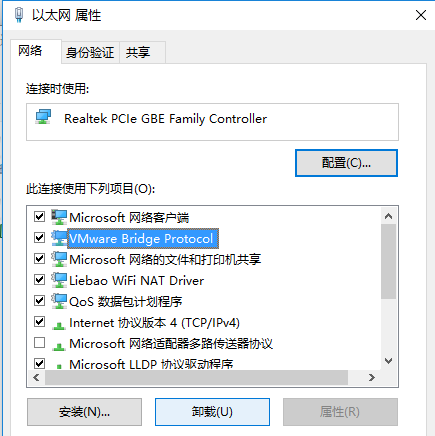 以太网 属性
网络 身份验证 共享
连接时使用:
Realtek PCIe GBE Family Controller
配置(C)...
此连接使用下列项目(O):
Microsoft 网络客户端
VMware Bridge Protocol
Microsoft 网络的文件和打印机共享
Liebao WiFi NAT Driver
QoS 数据包计划程序
Internet 协议版本 4 (TCP/IPv4)
Microsoft 网络适配器多路传送器协议
Microsoft LLDP 协议驱动程序
安装(N)... 卸载(U) 属性(R)